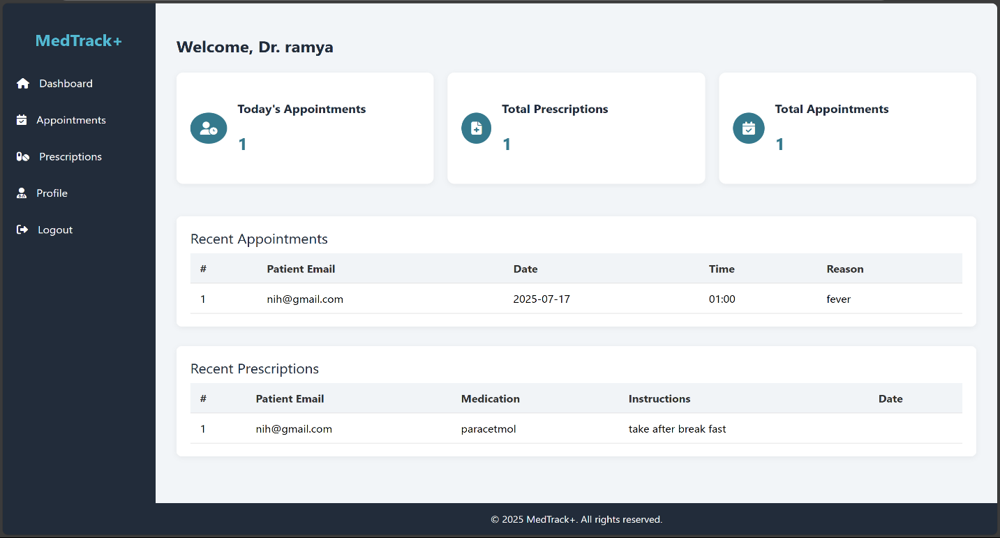 MedTrack+
Dashboard
Appointments
Prescriptions
Profile
Logout
Welcome, Dr. ramya
Today's Appointments
1
Total Prescriptions
1
Total Appointments
1
Recent Appointments
# Patient Email Date Time Reason
1 nih@gmail.com 2025-07-17 01:00 fever
Recent Prescriptions
# Patient Email Medication Instructions Date
1 nih@gmail.com paracetmol take after break fast
© 2025 MedTrack+. All rights reserved.